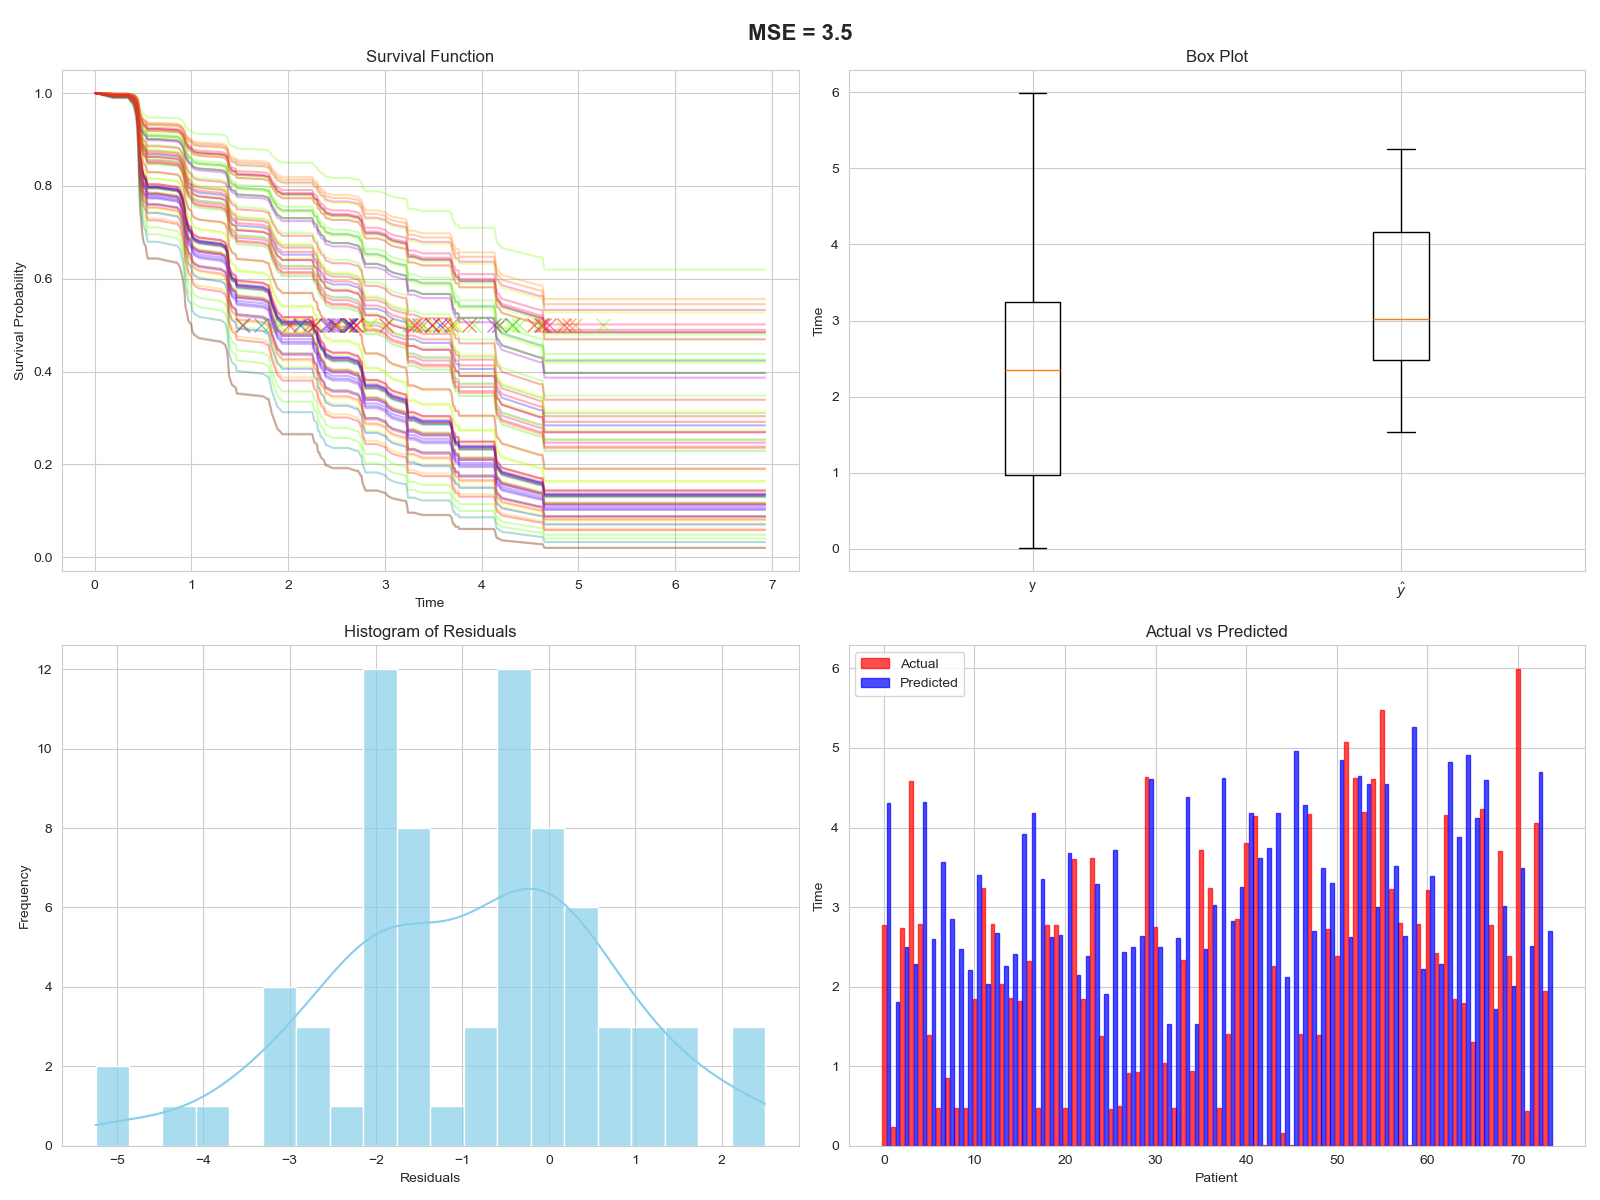 MSE = 3.5
Survival Function
1.0
0.8
0.6
0.4
0.2
0.0
Survival Probability
0 1 2 3 4 5 6 7
Time
Box Plot
6
5
4
3
2
1
0
Time
y ŷ
Histogram of Residuals
12
10
8
6
4
2
0
Frequency
−5 −4 −3 −2 −1 0 1 2
Residuals
Actual vs Predicted
Actual
Predicted
6
5
4
3
2
1
0
Time
0 10 20 30 40 50 60 70
Patient